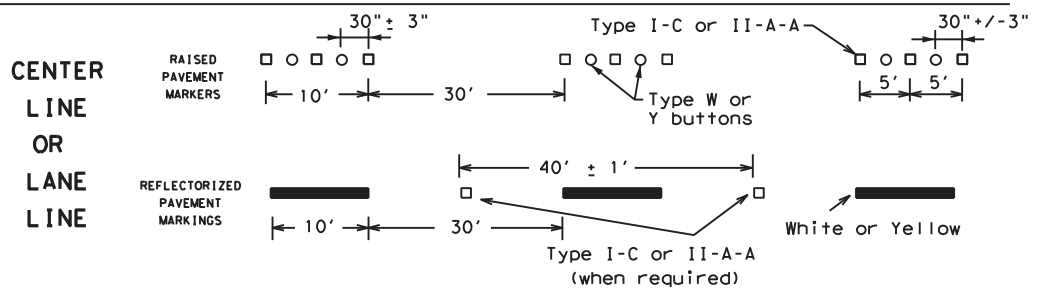 CENTER
LINE
OR
LANE
LINE
RAISED
PAVEMENT
MARKERS
30"± 3"
Type I-C or II-A-A
30"+/-3"
10'
30'
5'
5'
Type W or
Y buttons
REFLECTORIZED
PAVEMENT
MARKINGS
40' ± 1'
10'
30'
White or Yellow
Type I-C or II-A-A
(when required)